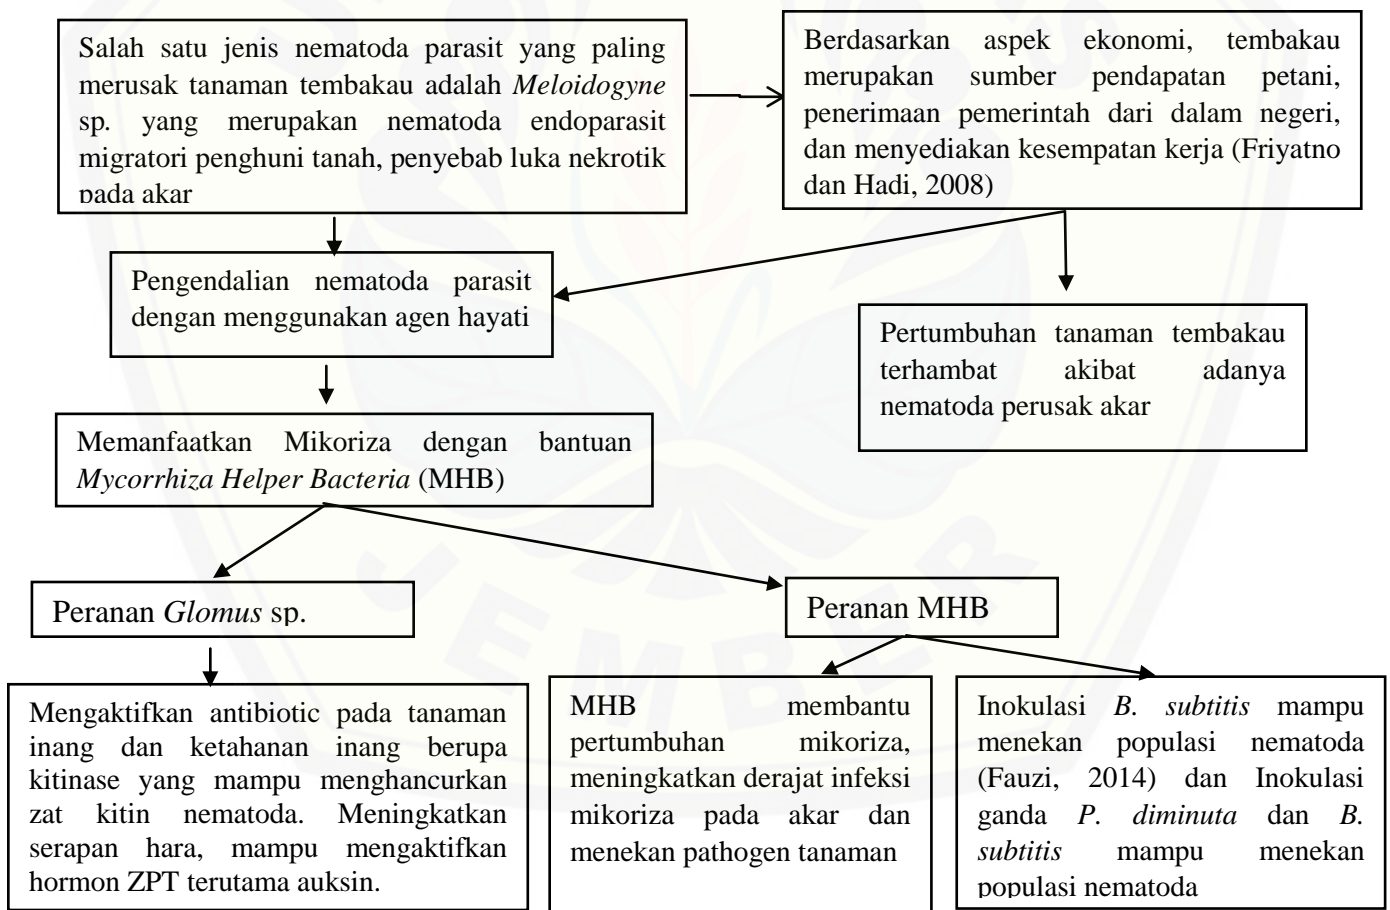 Salah satu jenis nematoda parasit yang paling
merusak tanaman tembakau adalah Meloidogyne
sp. yang merupakan nematoda endoparasit
migratori penghuni tanah, penyebab luka nekrotik
pada akar
Berdasarkan aspek ekonomi, tembakau
merupakan sumber pendapatan petani,
penerimaan pemerintah dari dalam negeri,
dan menyediakan kesempatan kerja (Friyatno
dan Hadi, 2008)
Pengendalian nematoda parasit
dengan menggunakan agen hayati
Pertumbuhan tanaman tembakau
terhambat akibat adanya
nematoda perusak akar
Memanfaatkan Mikoriza dengan bantuan
Mycorrhiza Helper Bacteria (MHB)
Peranan Glomus sp.
Peranan MHB
Mengaktifkan antibiotic pada tanaman
inang dan ketahanan inang berupa
kitinase yang mampu menghancurkan
zat kitin nematoda. Meningkatkan
serapan hara, mampu mengaktifkan
hormon ZPT terutama auksin.
MHB membantu
pertumbuhan mikoriza,
meningkatkan derajat infeksi
mikoriza pada akar dan
menekan pathogen tanaman
Inokulasi B. subtitis mampu
menekan populasi nematoda
(Fauzi, 2014) dan Inokulasi
ganda P. diminuta dan B.
subtitis mampu menekan
populasi nematoda
JEMBER